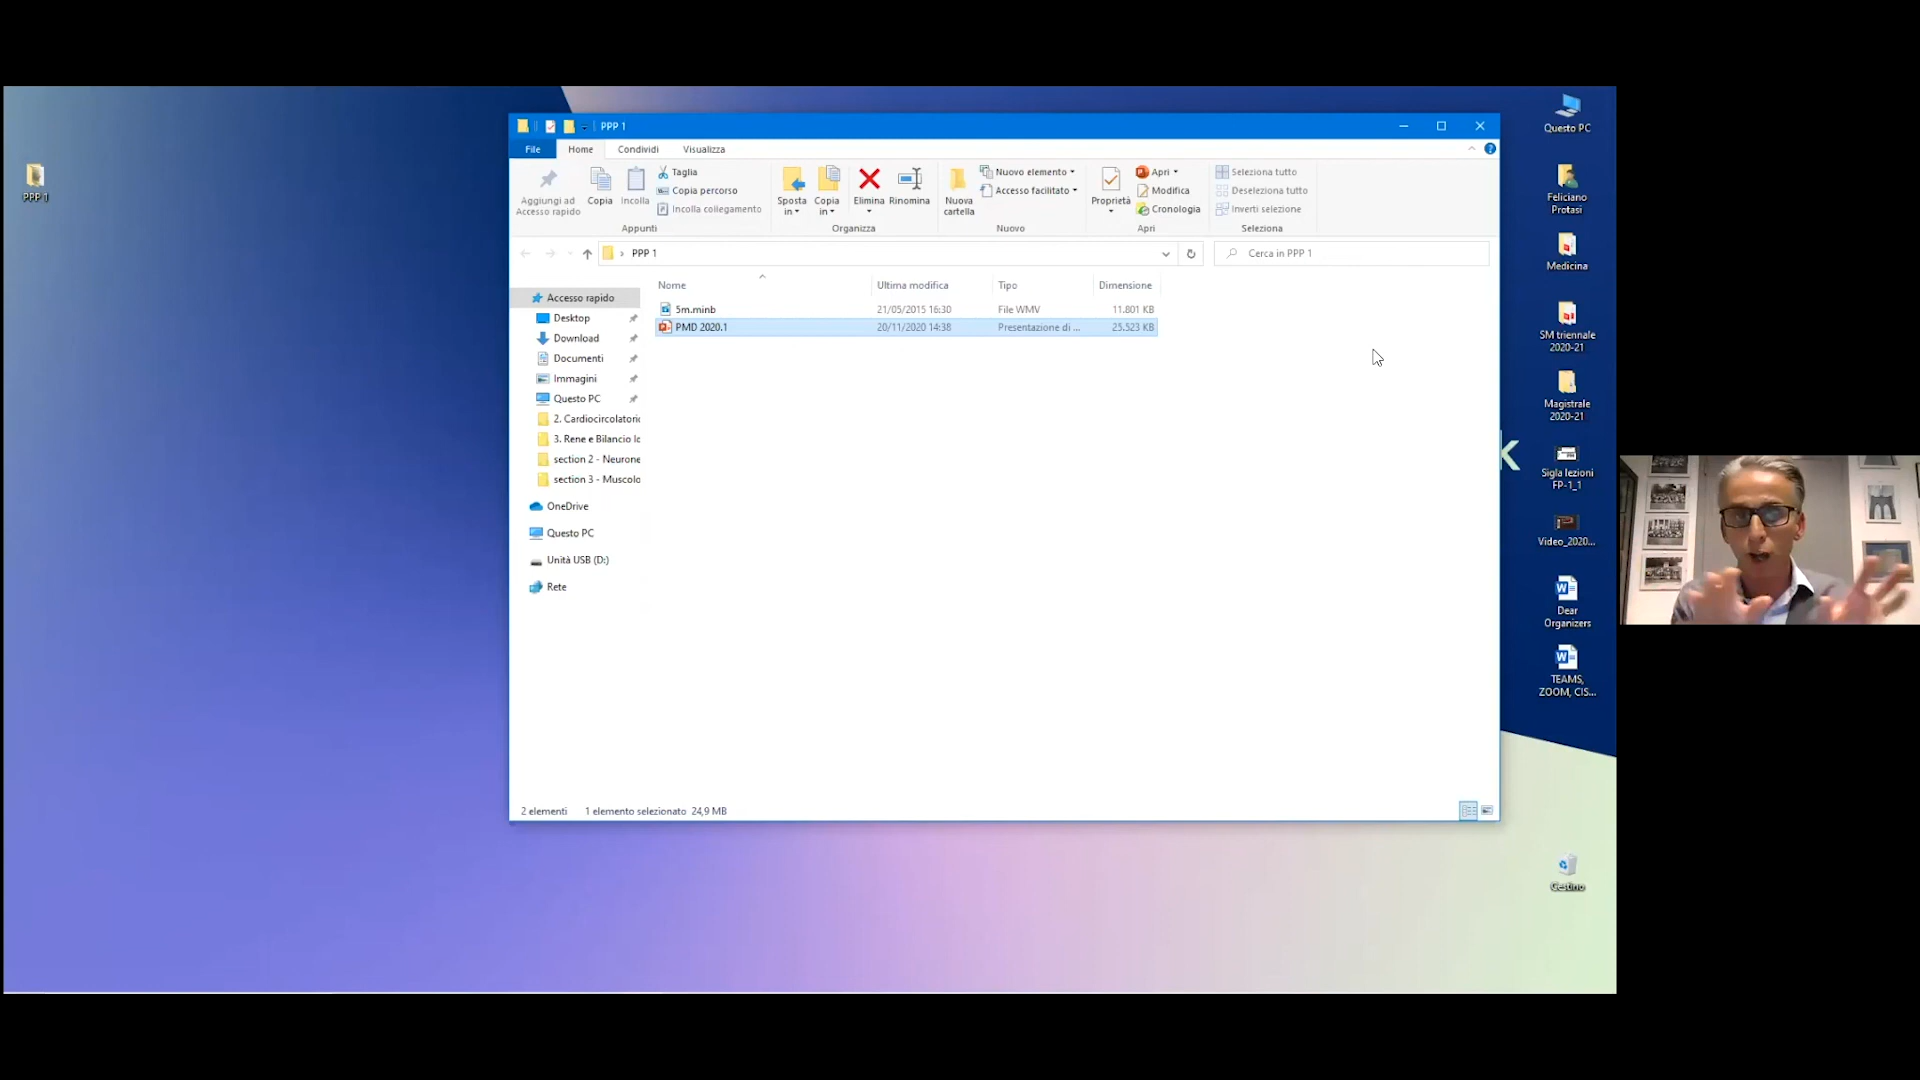 PPP 1
PPP 1
File
Home
Condividi
Visualizza
Aggiungi ad
Accesso rapido
Copia
Incolla
Taglia
Copia percorso
Incolla collegamento
Appunti
Sposta
in
Copia
in
Elimina
Rinomina
Organizza
Nuova
cartella
Nuovo elemento
Accesso facilitato
Nuovo
Proprietà
Apri
Modifica
Cronologia
Apri
Seleziona tutto
Deseleziona tutto
Inverti selezione
Seleziona
PPP 1
Cerca in PPP 1
Nome
Ultima modifica
Tipo
Dimensione
5m.minb
21/05/2015 16:30
File WMV
11.801 KB
PMD 2020.1
20/11/2020 14:38
Presentazione di ...
25.523 KB
Accesso rapido
Desktop
Download
Documenti
Immagini
Questo PC
2. Cardiocircolatorio
3. Rene e Bilancio Id
section 2 - Neurone
section 3 - Muscolo
OneDrive
Questo PC
Unità USB (D:)
Rete
2 elementi
1 elemento selezionato 24,9 MB
K
Questo PC
Feliciano
Protasi
Medicina
SM triennale
2020-21
Magistrale
2020-21
Sigla lezioni
FP-1_1
Video_2020...
Dear
Organizers
TEAMS,
ZOOM, CIS...
Cestino